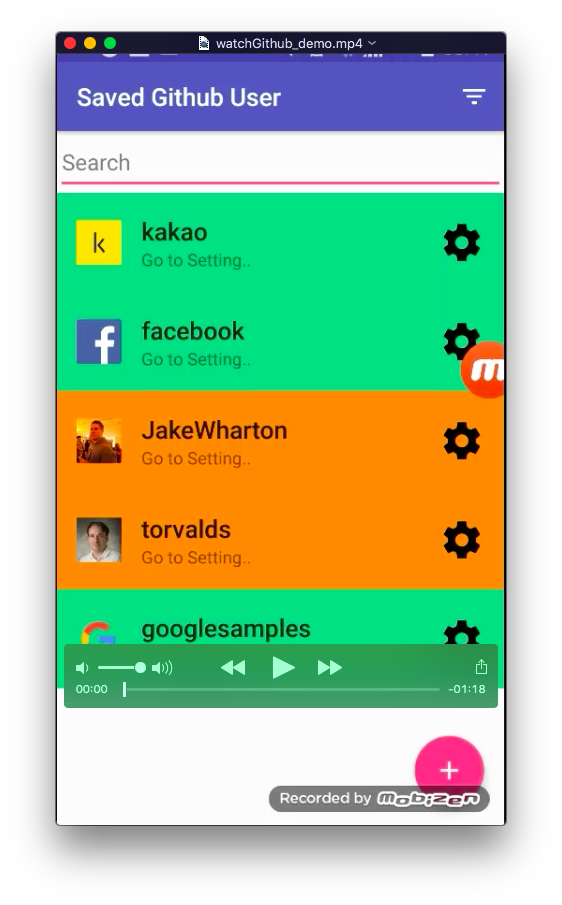 watchGithub_demo.mp4
Saved Github User
Search
k
kakao
Go to Setting..
f
facebook
Go to Setting..
m
JakeWharton
Go to Setting..
torvalds
Go to Setting..
G
googlesamples
00:00
-01:18
+
Recorded by Mobizen